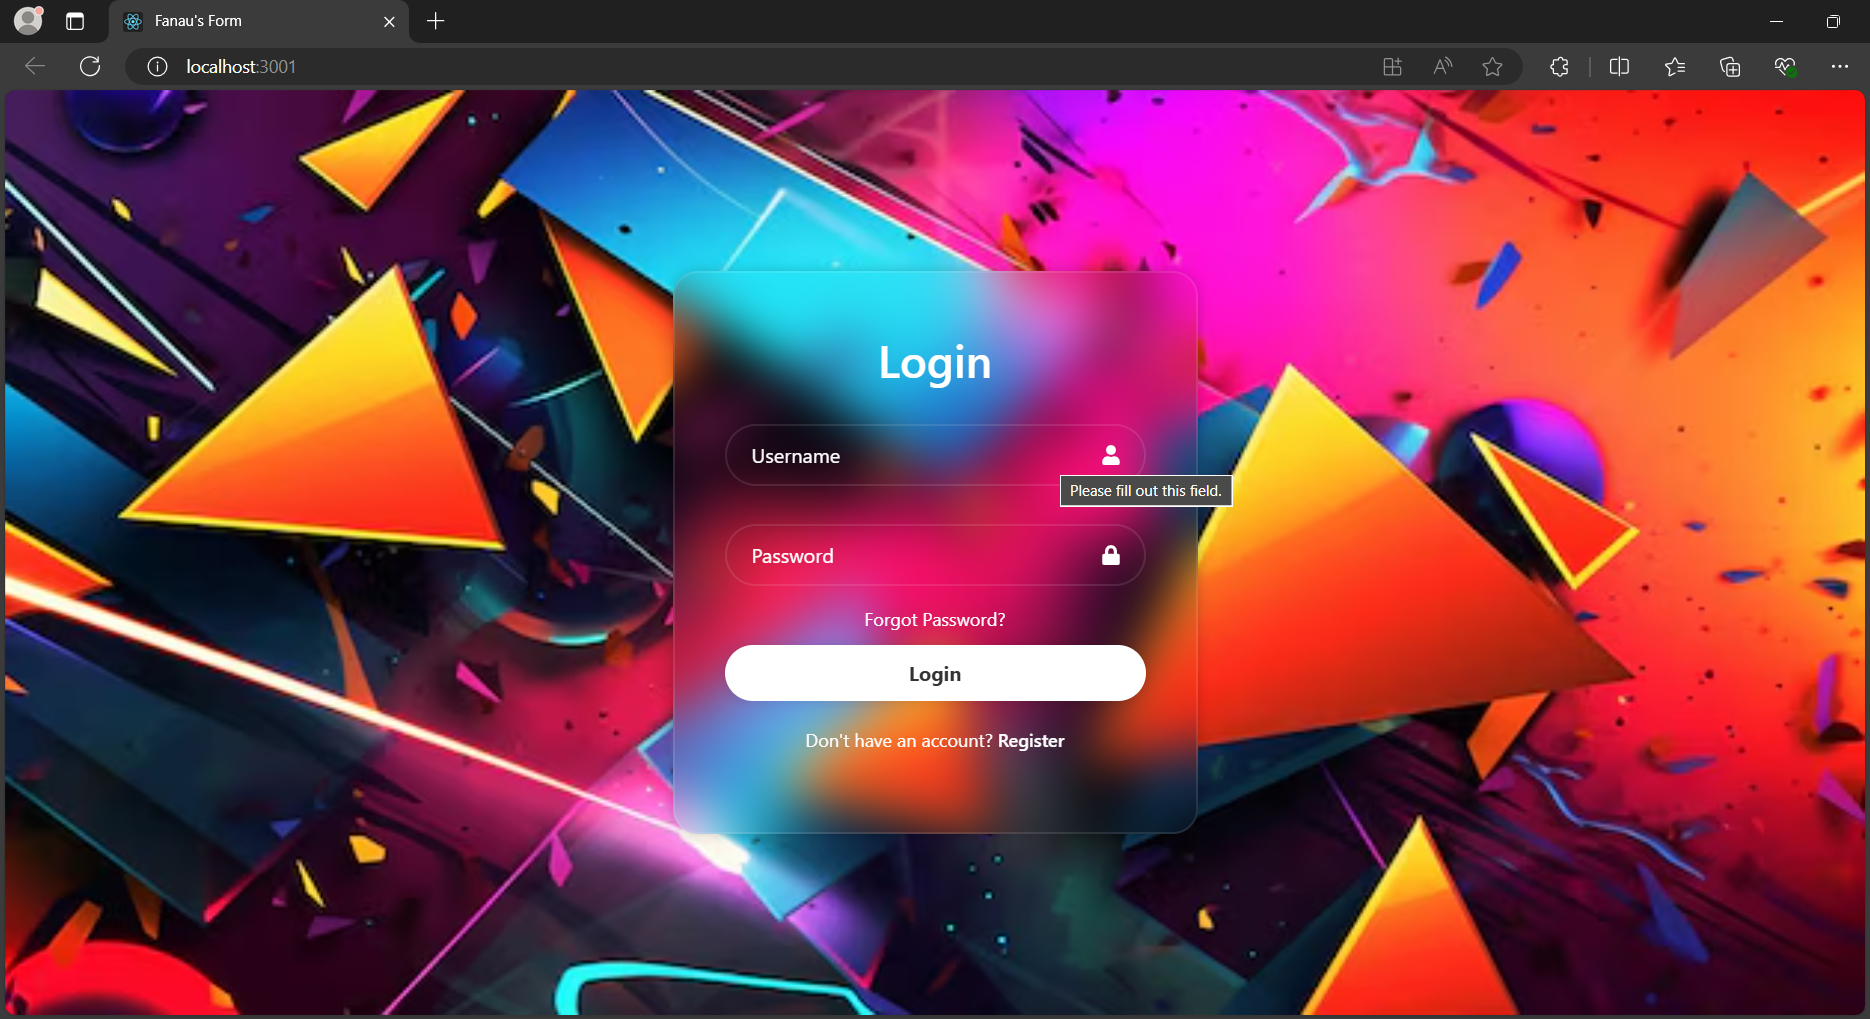 Fanau's Form
localhost:3001
Login
Username
Please fill out this field.
Password
Forgot Password?
Login
Don't have an account? Register